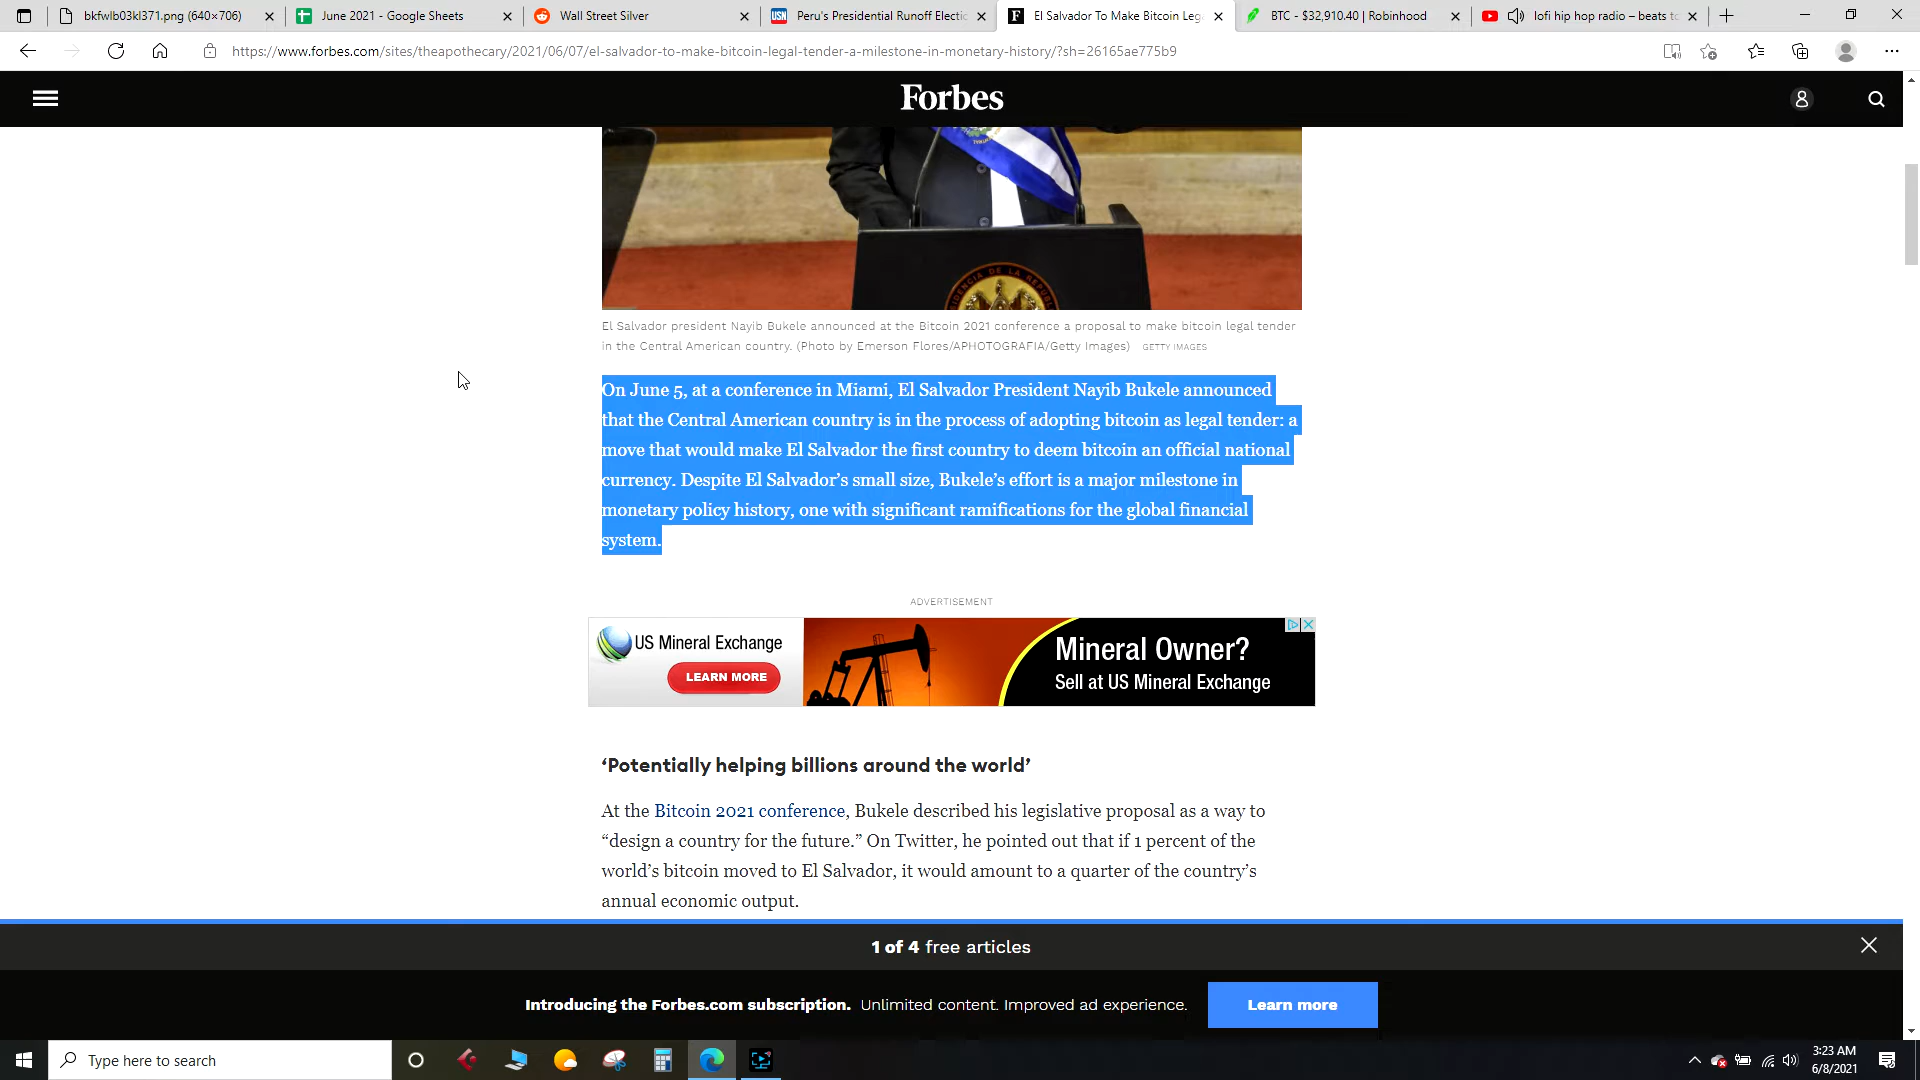 bkfwlb03kl371.png (640×706)
June 2021 - Google Sheets
Wall Street Silver
USN
Peru's Presidential Runoff Electio
F
El Salvador To Make Bitcoin Leg
BTC - $32,910.40 | Robinhood
lofi hip hop radio – beats to
https://www.forbes.com/sites/theapothecary/2021/06/07/el-salvador-to-make-bitcoin-legal-tender-a-milestone-in-monetary-history/?sh=26165ae775b9
Forbes
El Salvador president Nayib Bukele announced at the Bitcoin 2021 conference a proposal to make bitcoin legal tender
in the Central American country. (Photo by Emerson Flores/APHOTOGRAFIA/Getty Images) GETTY IMAGES
On June 5, at a conference in Miami, El Salvador President Nayib Bukele announced
that the Central American country is in the process of adopting bitcoin as legal tender: a
move that would make El Salvador the first country to deem bitcoin an official national
currency. Despite El Salvador’s small size, Bukele’s effort is a major milestone in
monetary policy history, one with significant ramifications for the global financial
system.
ADVERTISEMENT
US Mineral Exchange
LEARN MORE
Mineral Owner?
Sell at US Mineral Exchange
‘Potentially helping billions around the world’
At the Bitcoin 2021 conference, Bukele described his legislative proposal as a way to
“design a country for the future.” On Twitter, he pointed out that if 1 percent of the
world’s bitcoin moved to El Salvador, it would amount to a quarter of the country’s
annual economic output.
1 of 4 free articles
Introducing the Forbes.com subscription. Unlimited content. Improved ad experience.
Learn more
Type here to search
3:23 AM
6/8/2021